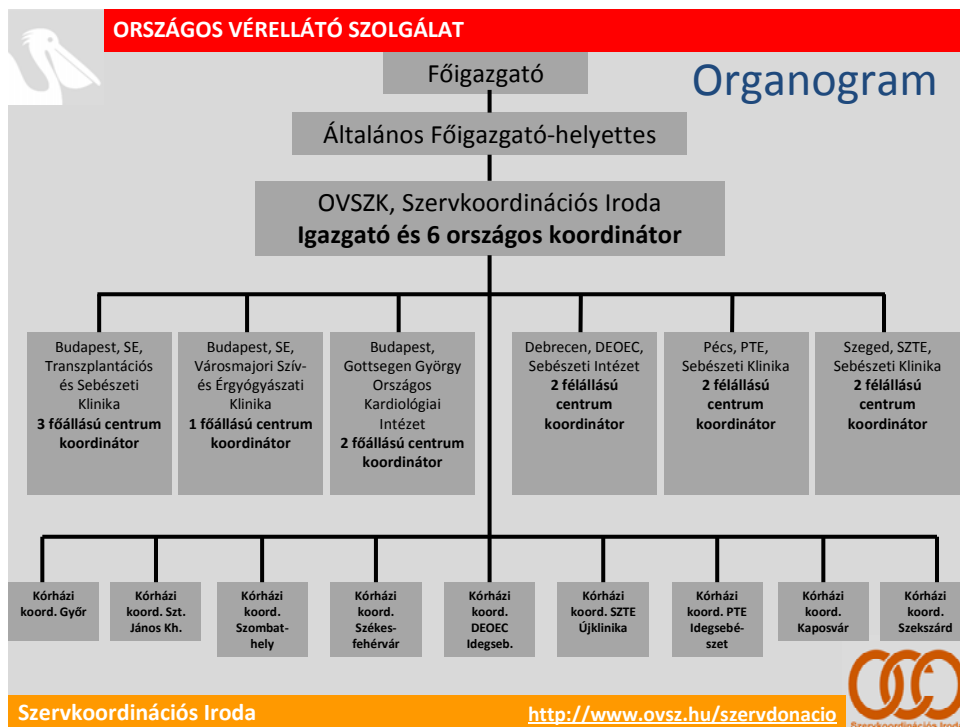 ORSZÁGOS VÉRELLÁTÓ SZOLGÁLAT
Organogram
Főigazgató
Általános Főigazgató-helyettes
OVSZK, Szervkoordinációs Iroda
Igazgató és 6 országos koordinátor
Budapest, SE,
Transzplantációs
és Sebészeti
Klinika
3 főállású centrum
koordinátor
Budapest, SE,
Városmajori Szív-
és Érgyógyászati
Klinika
1 főállású centrum
koordinátor
Budapest,
Gottsegen György
Országos
Kardiológiai
Intézet
2 főállású centrum
koordinátor
Debrecen, DEOEC,
Sebészeti Intézet
2 félállású
centrum
koordinátor
Pécs, PTE,
Sebészeti Klinika
2 félállású
centrum
koordinátor
Szeged, SZTE,
Sebészeti Klinika
2 félállású
centrum
koordinátor
Kórházi
koord. Győr
Kórházi
koord. Szt.
János Kh.
Kórházi
koord.
Szombat-
hely
Kórházi
koord.
Székes-
fehérvár
Kórházi
koord.
DEOEC
Idegseb.
Kórházi
koord. SZTE
Újklinika
Kórházi
koord. PTE
Idegsebé-
szet
Kórházi
koord.
Kaposvár
Kórházi
koord.
Szekszárd
Szervkoordinációs Iroda
http://www.ovsz.hu/szervdonacio
Szervkoordinációs Iroda